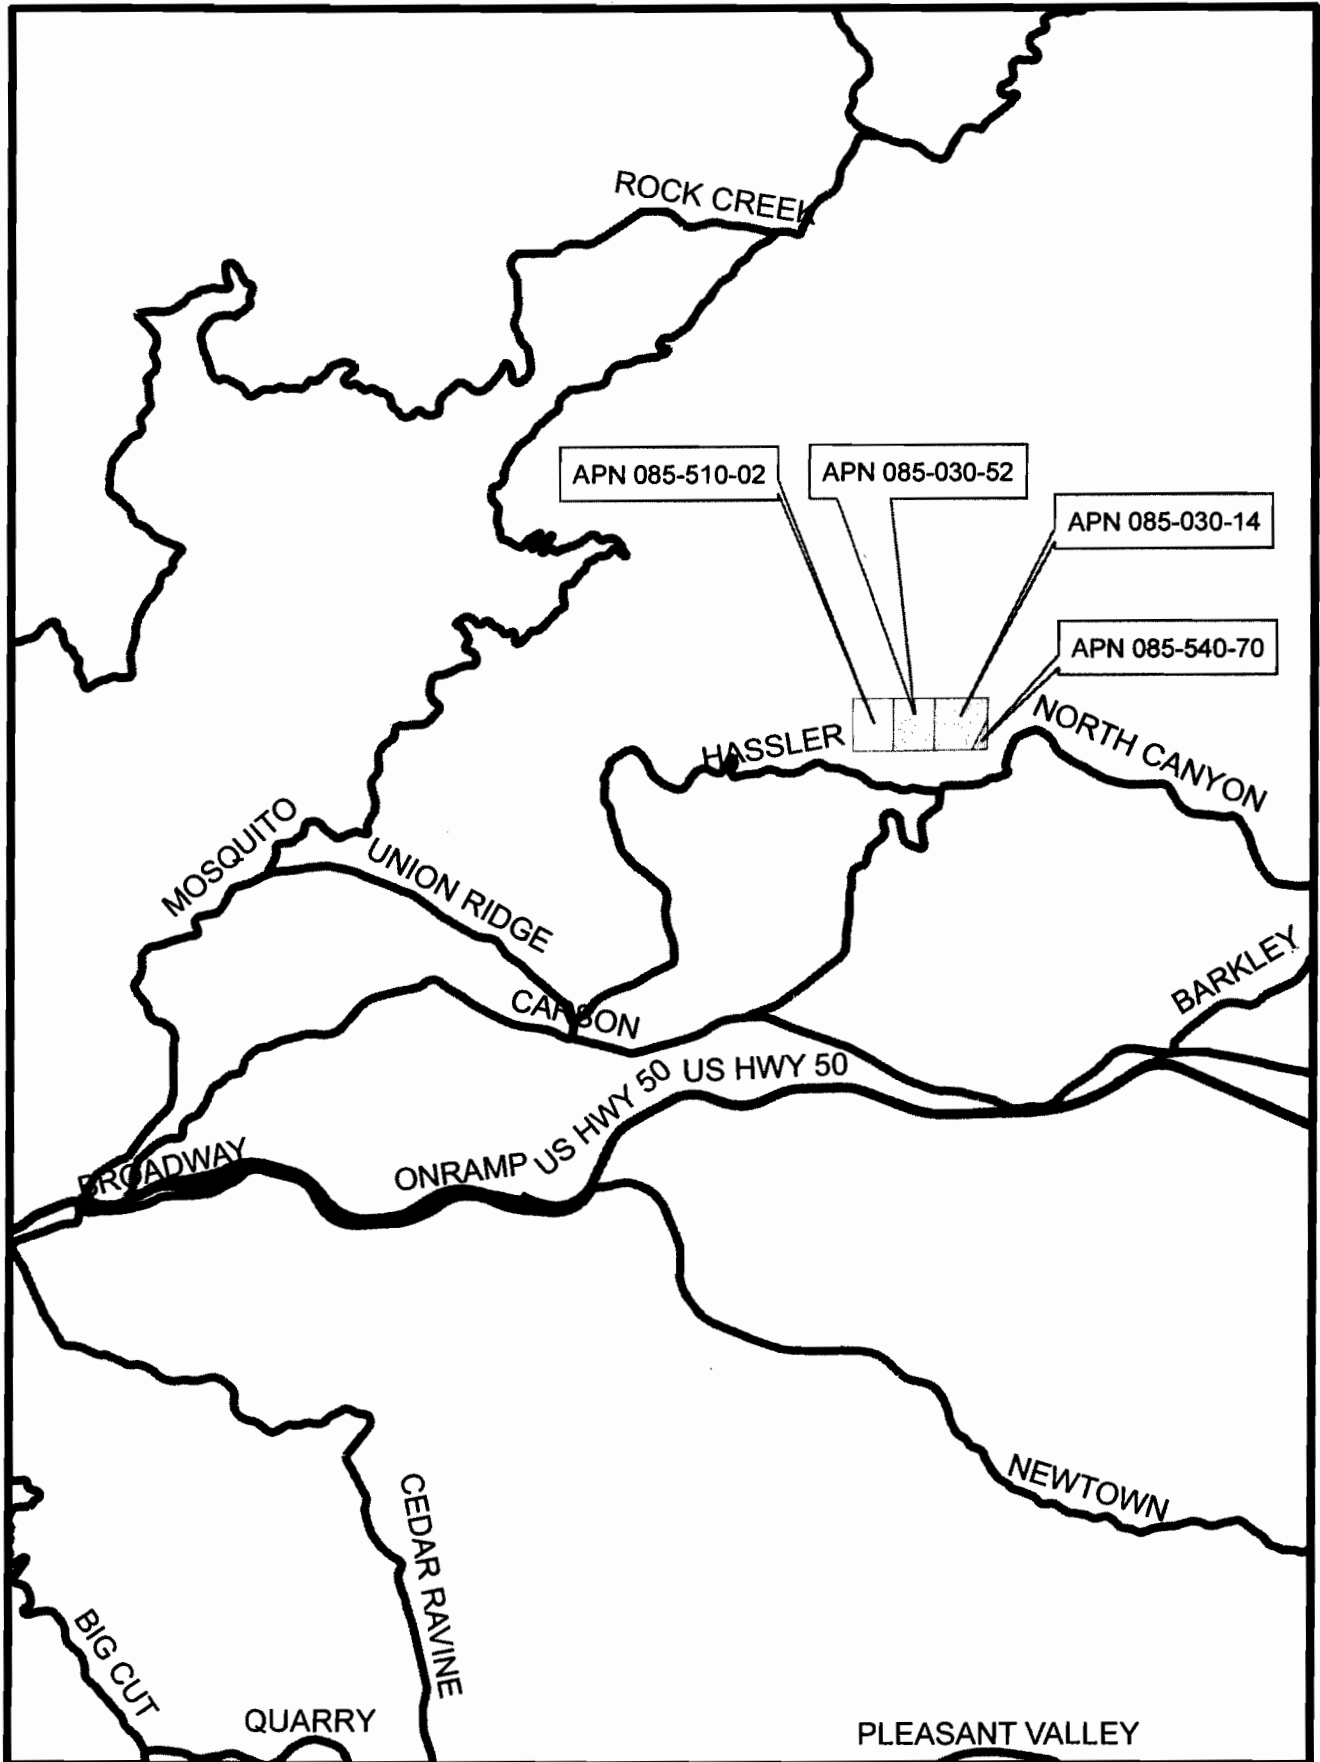 ROCK CREEK
APN 085-510-02
APN 085-030-52
APN 085-030-14
APN 085-540-70
NORTH CANYON
HASSLER
MOSQUITO
UNION RIDGE
BARKLEY
CARSON
US HWY 50
US HWY 50
BROADWAY
ONRAMP
NEWTOWN
CEDAR RAVINE
BIG CUT
QUARRY
PLEASANT VALLEY